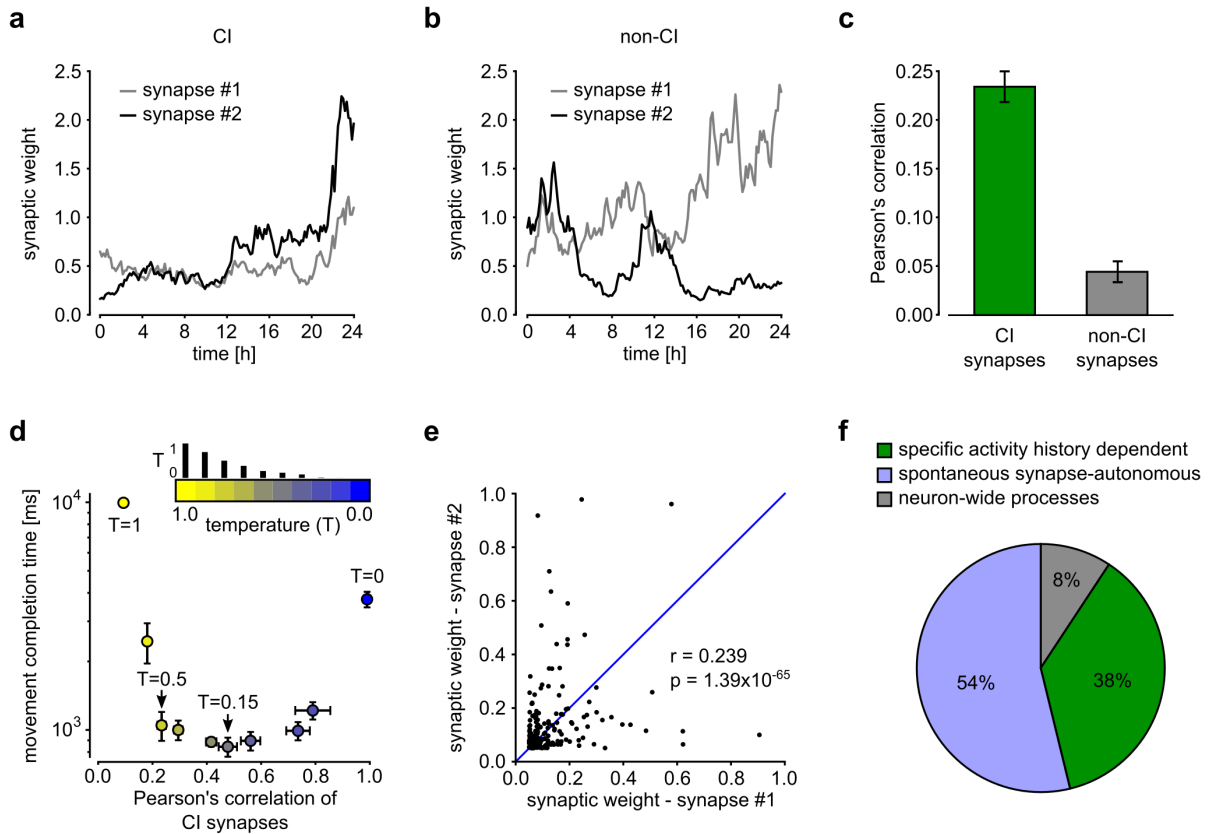 a
CI
synaptic weight
2.5
2.0
1.5
1.0
0.5
0.0
synapse #1
synapse #2
0 4 8 12 16 20 24
time [h]
b
non-CI
synaptic weight
2.5
2.0
1.5
1.0
0.5
0.0
synapse #1
synapse #2
0 4 8 12 16 20 24
time [h]
c
Pearson's correlation
0.25
0.20
0.15
0.10
0.05
0.00
CI
synapses
non-CI
synapses
d
movement completion time [ms]
10^4
10^3
T
1
0
1.0 0.0
temperature (T)
T=1
T=0
T=0.5
T=0.15
0.0 0.2 0.4 0.6 0.8 1.0
Pearson's correlation of
CI synapses
e
synaptic weight - synapse #2
1.0
0.8
0.6
0.4
0.2
0.0
r = 0.239
p = 1.39x10^-65
0.0 0.2 0.4 0.6 0.8 1.0
synaptic weight - synapse #1
f
specific activity history dependent
spontaneous synapse-autonomous
neuron-wide processes
8%
54%
38%